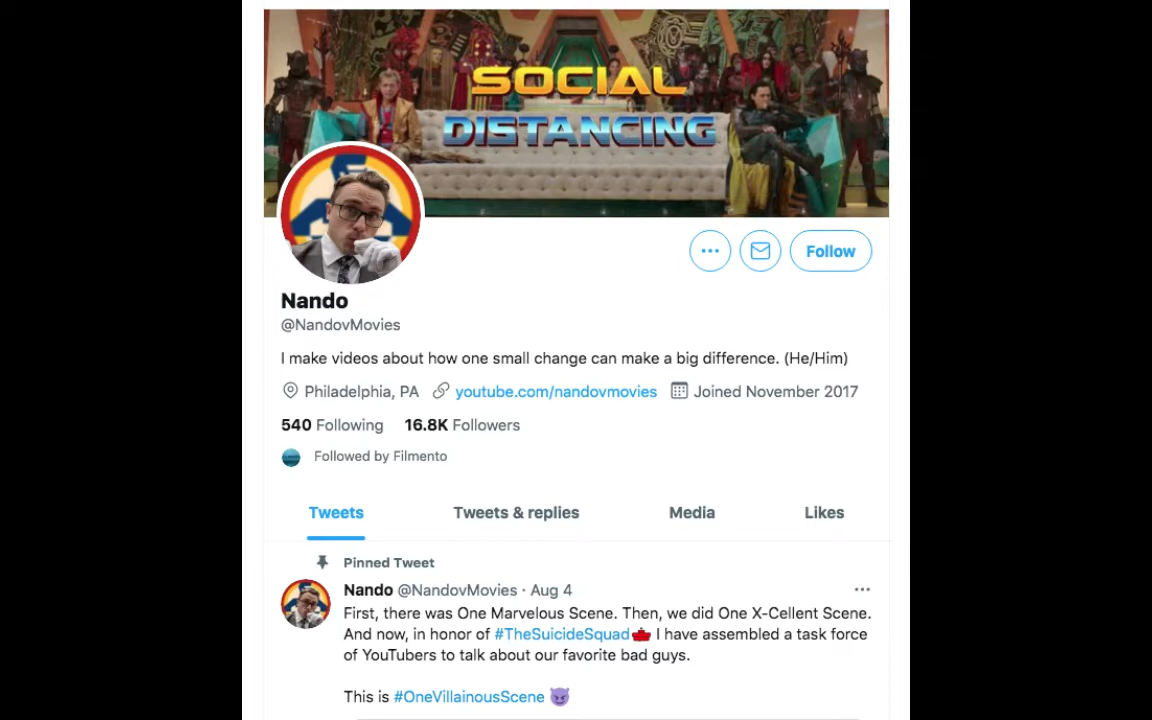 SOCIAL
DISTANCING
Follow
Nando
@NandovMovies
I make videos about how one small change can make a big difference. (He/Him)
Philadelphia, PA youtube.com/nandovmovies Joined November 2017
540 Following 16.8K Followers
Followed by Filmento
Tweets Tweets & replies Media Likes
Pinned Tweet
Nando @NandovMovies · Aug 4
First, there was One Marvelous Scene. Then, we did One X-Cellent Scene.
And now, in honor of #TheSuicideSquad I have assembled a task force
of YouTubers to talk about our favorite bad guys.
This is #OneVillainousScene 😈